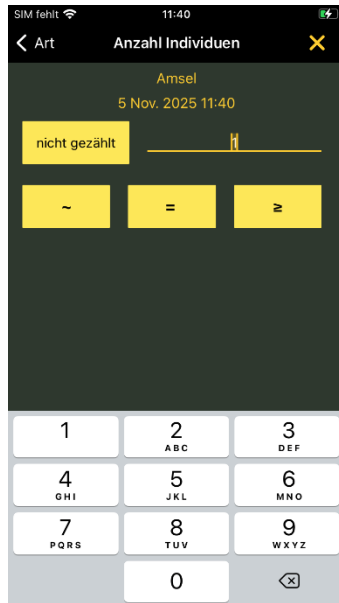 SIM fehlt 11:40
Art Anzahl Individuen
Amsel
5 Nov. 2025 11:40
nicht gezählt 1
~ = ≥
1 2 3
ABC DEF
4 5 6
GHI JKL MNO
7 8 9
PQRS TUV WXYZ
0